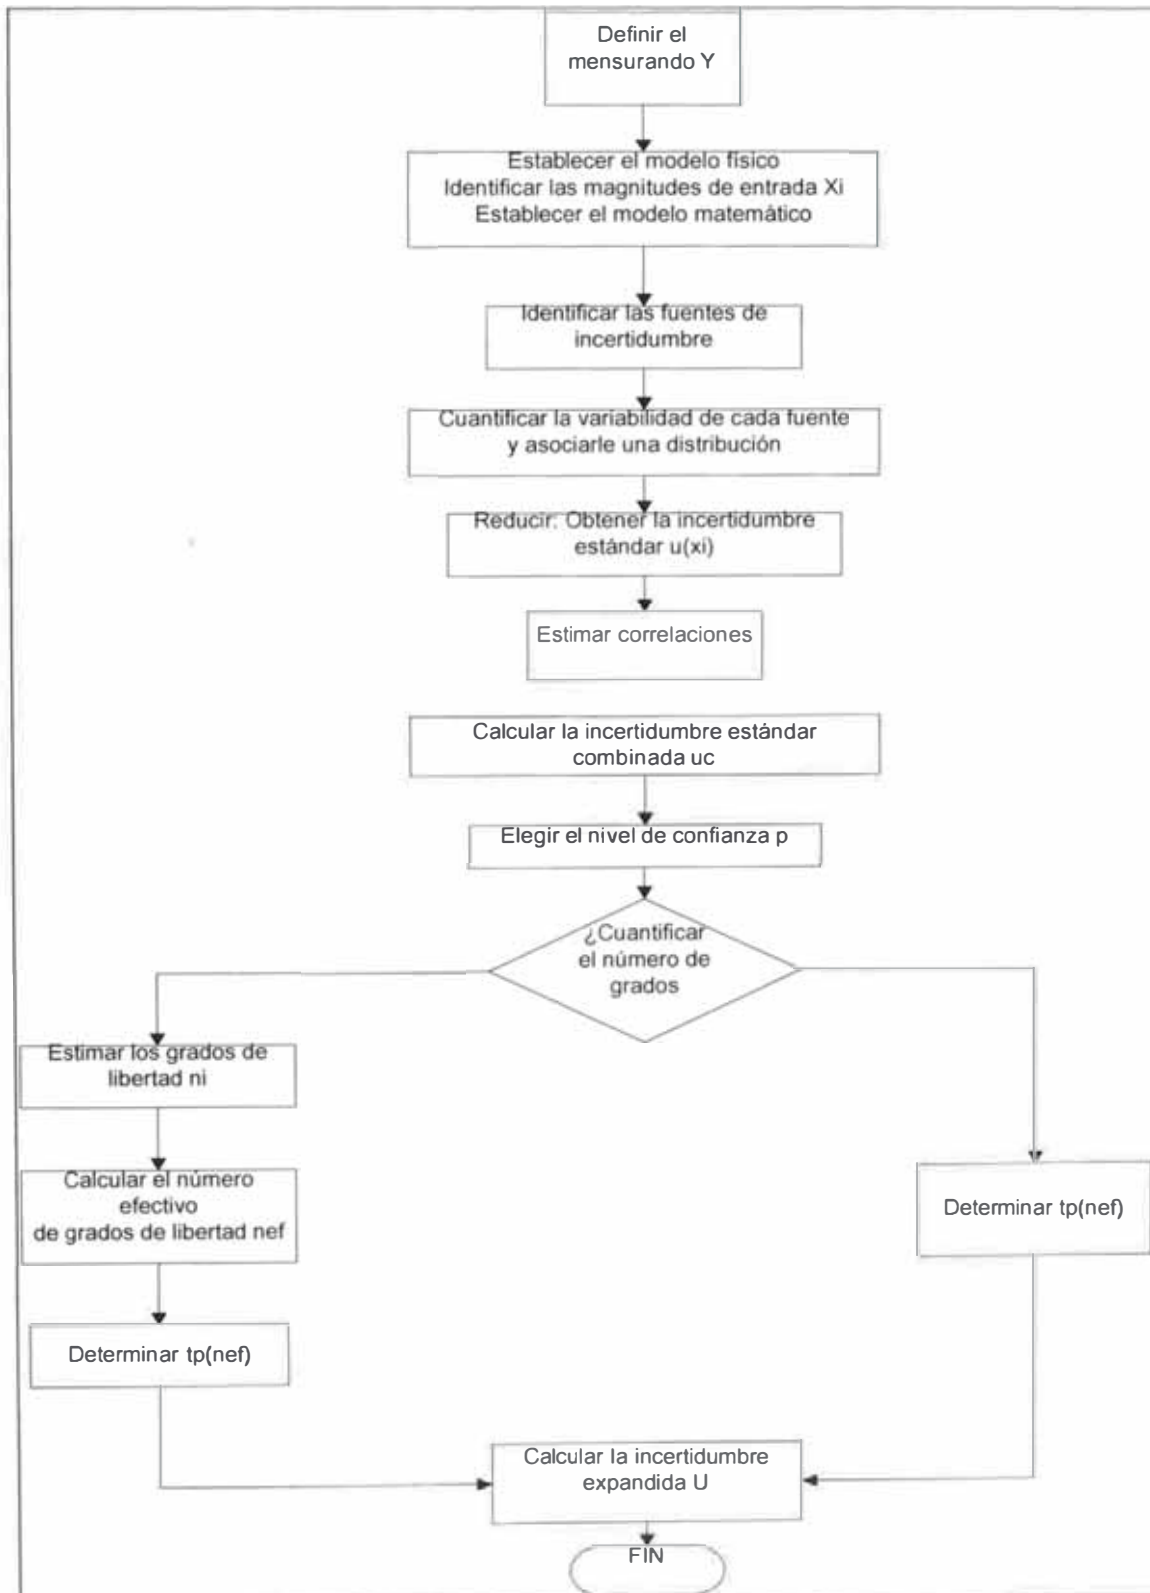 Definir el
mensurando Y
Establecer el modelo físico
Identificar las magnitudes de entrada Xi
Establecer el modelo matemático
Identificar las fuentes de
incertidumbre
Cuantificar la variabilidad de cada fuente
y asociarle una distribución
Reducir: Obtener la incertidumbre
estándar u(xi)
Estimar correlaciones
Calcular la incertidumbre estándar
combinada uc
Elegir el nivel de confianza p
¿Cuantificar
el número de
grados
Estimar los grados de
libertad ni
Calcular el número
efectivo
de grados de libertad nef
Determinar tp(nef)
Determinar tp(nef)
Calcular la incertidumbre
expandida U
FIN